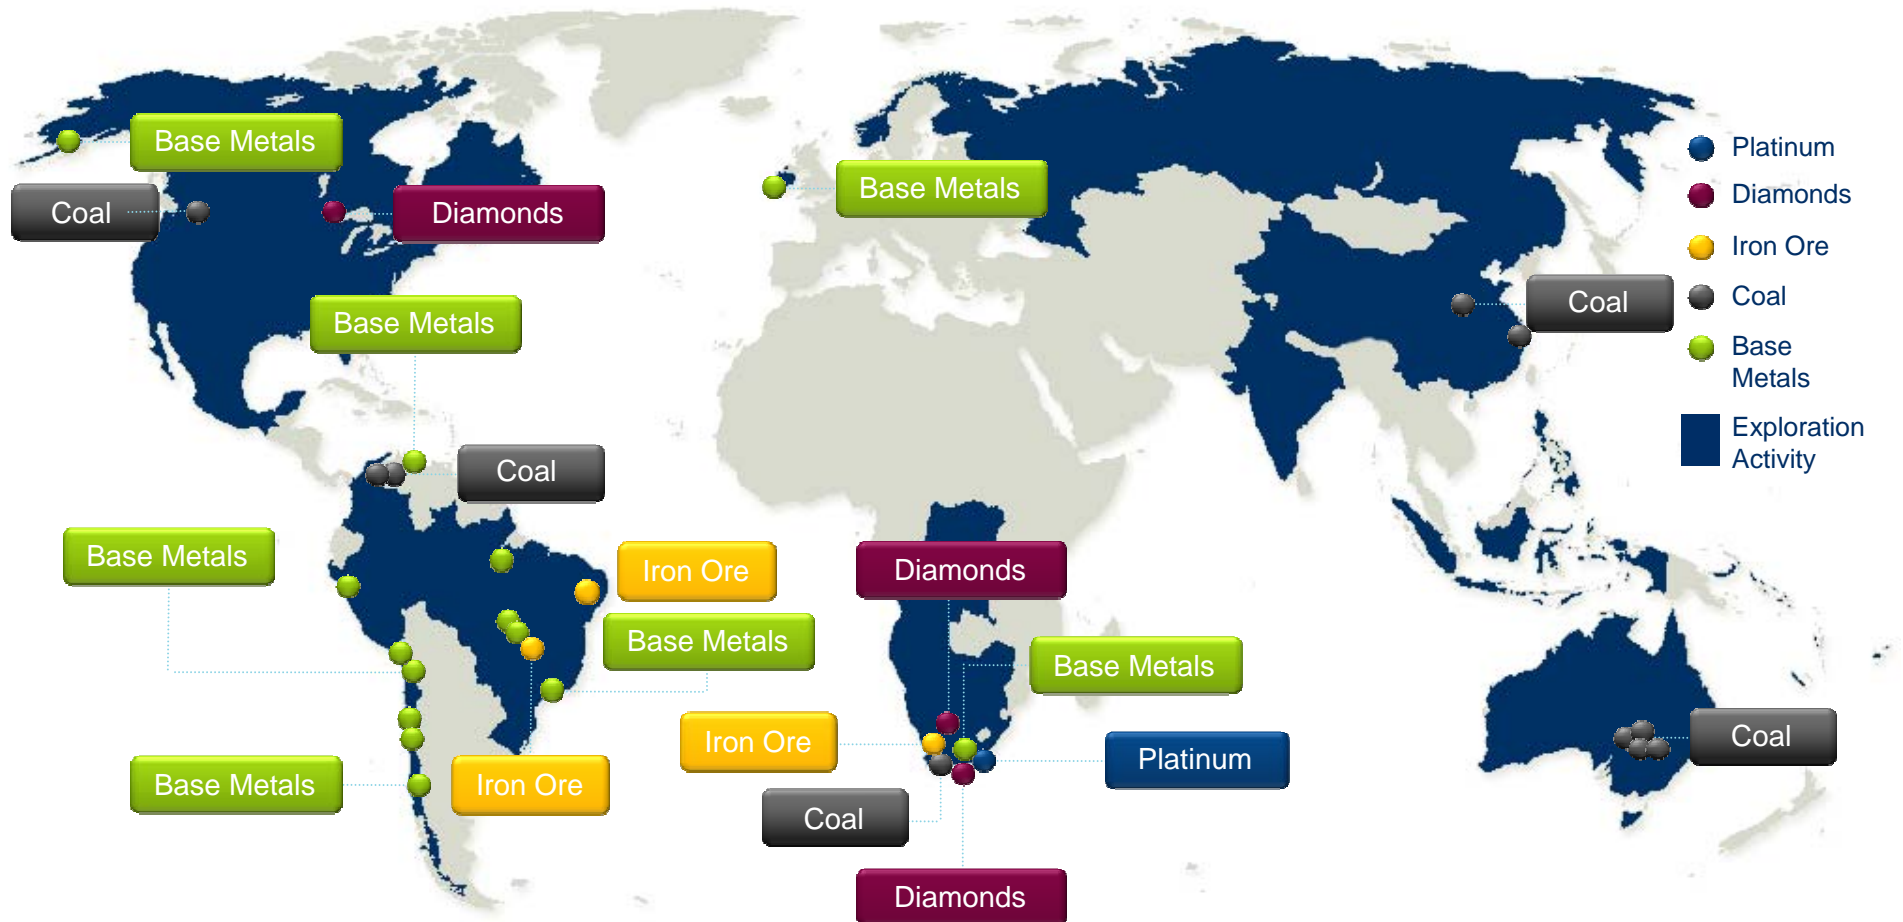 Base Metals
Coal
Diamonds
Base Metals
Base Metals
Coal
Platinum
Diamonds
Iron Ore
Coal
Base
Metals
Exploration
Activity
Base Metals
Coal
Base Metals
Iron Ore
Base Metals
Diamonds
Base Metals
Iron Ore
Platinum
Coal
Base Metals
Iron Ore
Coal
Diamonds